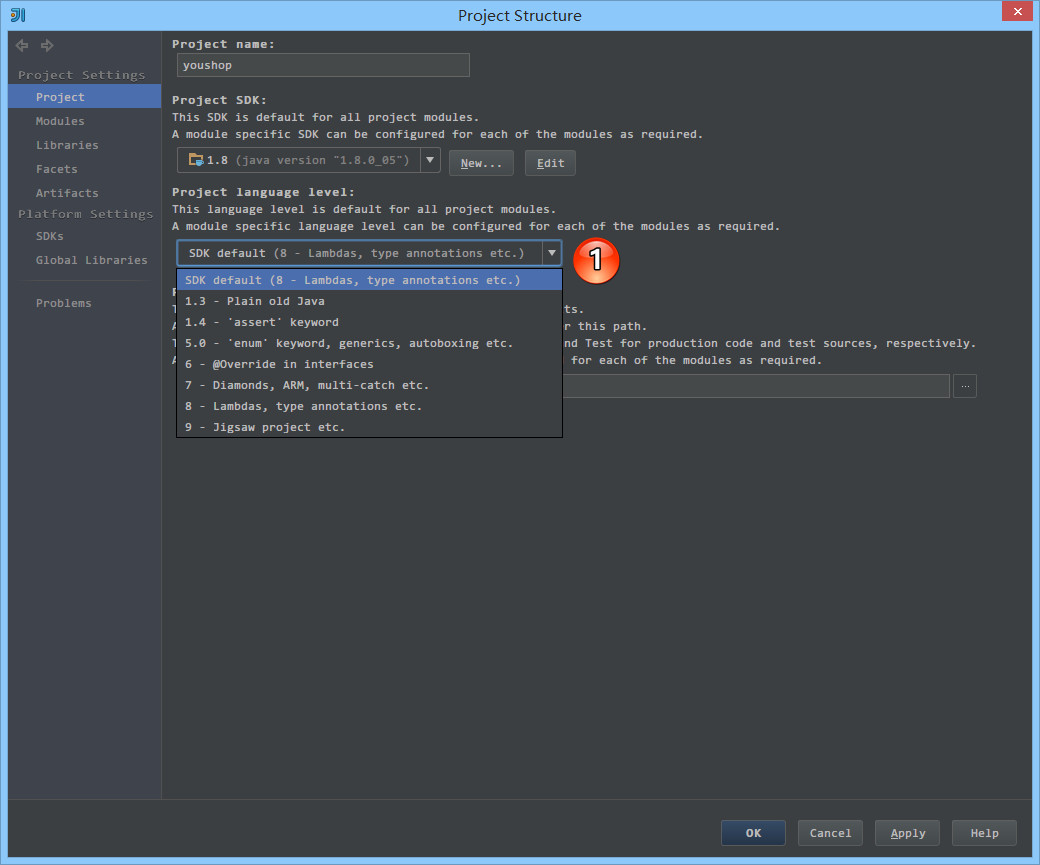 Project Structure
Project Settings
Project
Modules
Libraries
Facets
Artifacts
Platform Settings
SDKs
Global Libraries
Problems
Project name:
youshop
Project SDK:
This SDK is default for all project modules.
A module specific SDK can be configured for each of the modules as required.
1.8 (java version "1.8.0_05")
New...
Edit
Project language level:
This language level is default for all project modules.
A module specific language level can be configured for each of the modules as required.
SDK default (8 - Lambdas, type annotations etc.)
1
SDK default (8 - Lambdas, type annotations etc.)
1.3 - Plain old Java
1.4 - 'assert' keyword
5.0 - 'enum' keyword, generics, autoboxing etc.
6 - @Override in interfaces
7 - Diamonds, ARM, multi-catch etc.
8 - Lambdas, type annotations etc.
9 - Jigsaw project etc.
ts.
r this path.
nd Test for production code and test sources, respectively.
for each of the modules as required.
...
OK
Cancel
Apply
Help